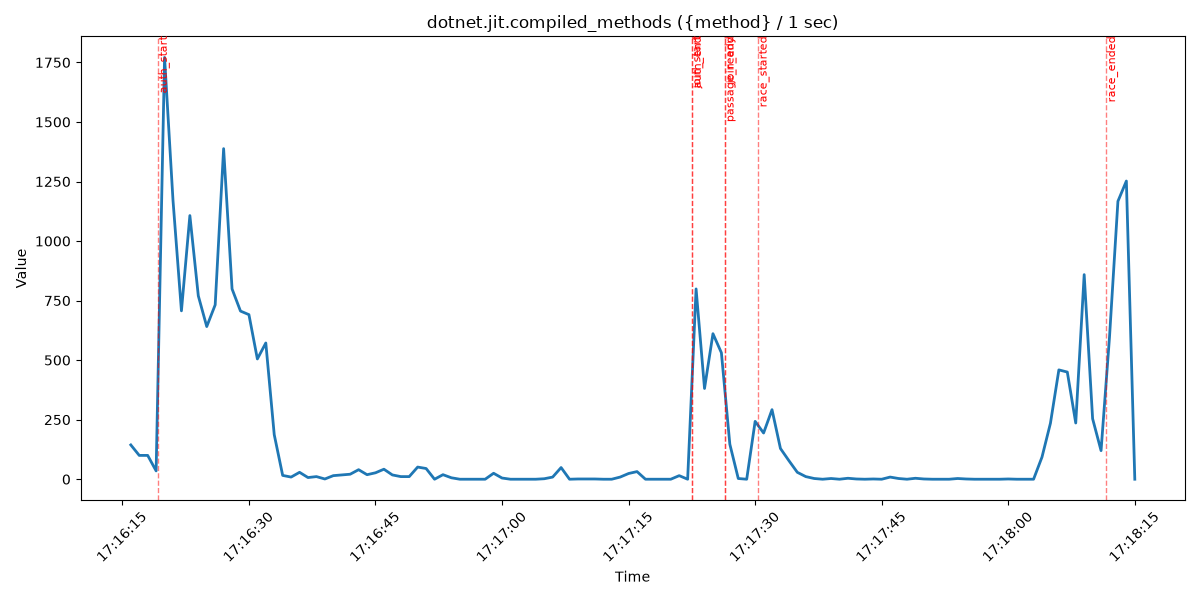 dotnet.jit.compiled_methods ({method} / 1 sec)
Value
1750
1500
1250
1000
750
500
250
0
auth_start
auth_end
passage_ready
race_started
race_ended
17:16:15
17:16:30
17:16:45
17:17:00
17:17:15
17:17:30
17:17:45
17:18:00
17:18:15
Time